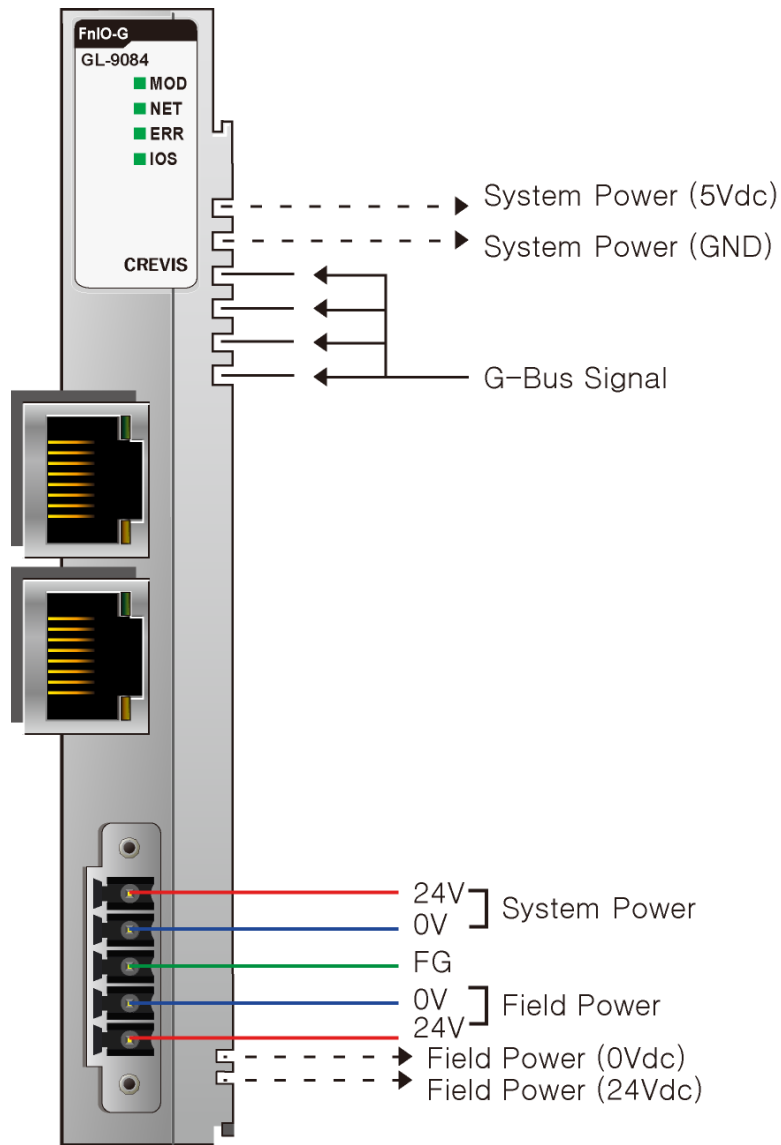 FnIO-G
GL-9084
MOD
NET
ERR
IOS
CREVIS
System Power (5Vdc)
System Power (GND)
G-Bus Signal
24V
0V
System Power
FG
0V
24V
Field Power
Field Power (0Vdc)
Field Power (24Vdc)